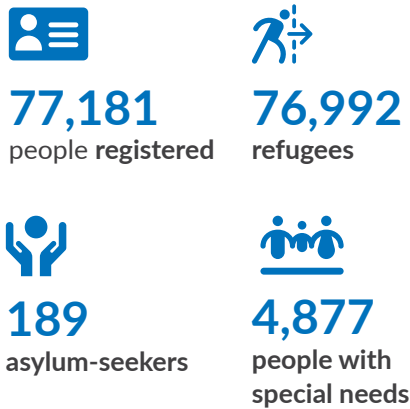 77,181
people registered
76,992
refugees
189
asylum-seekers
4,877
people with
special needs